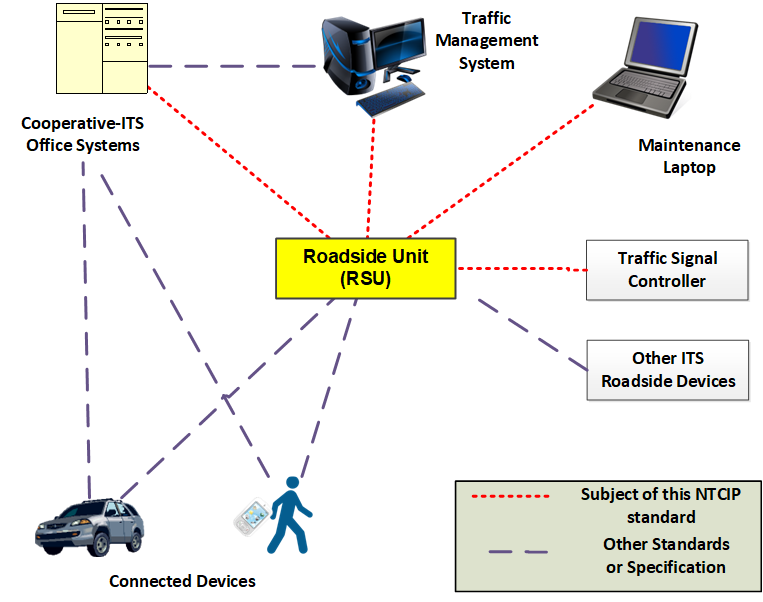 Traffic
Management
System
Cooperative-ITS
Office Systems
Maintenance
Laptop
Roadside Unit
(RSU)
Traffic Signal
Controller
Other ITS
Roadside Devices
Connected Devices
Subject of this NTCIP
standard
Other Standards
or Specification